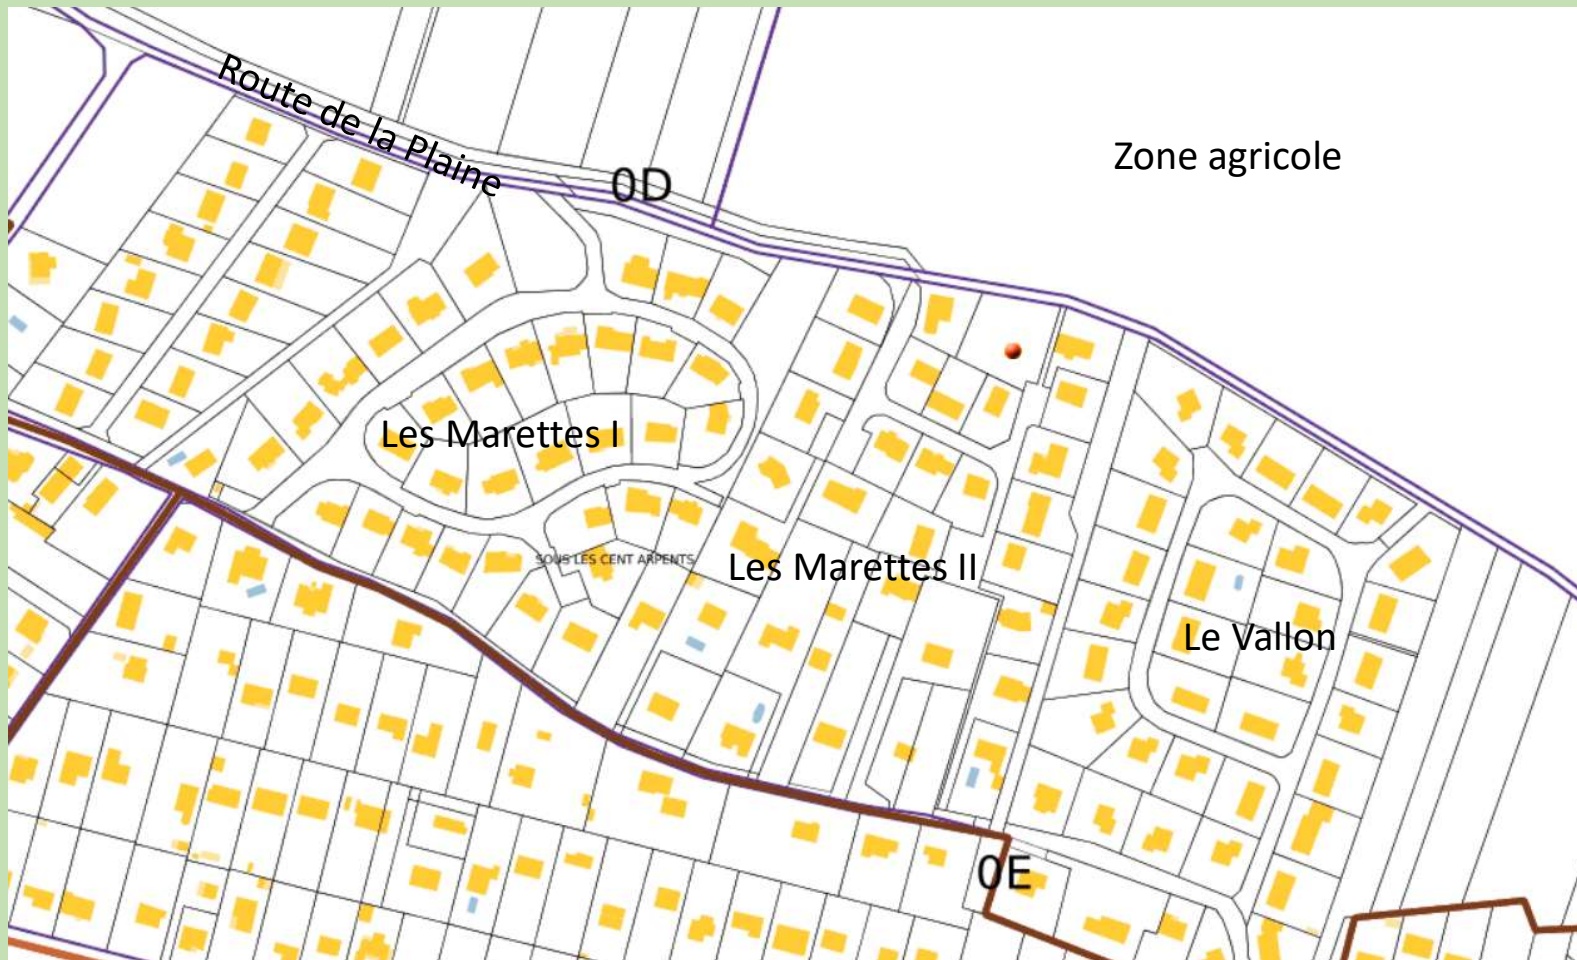 Route de la Plaine
Zone agricole
0D
Les Marettes I
SOUS LES CENT ARPENTS
Les Marettes II
Le Vallon
0E